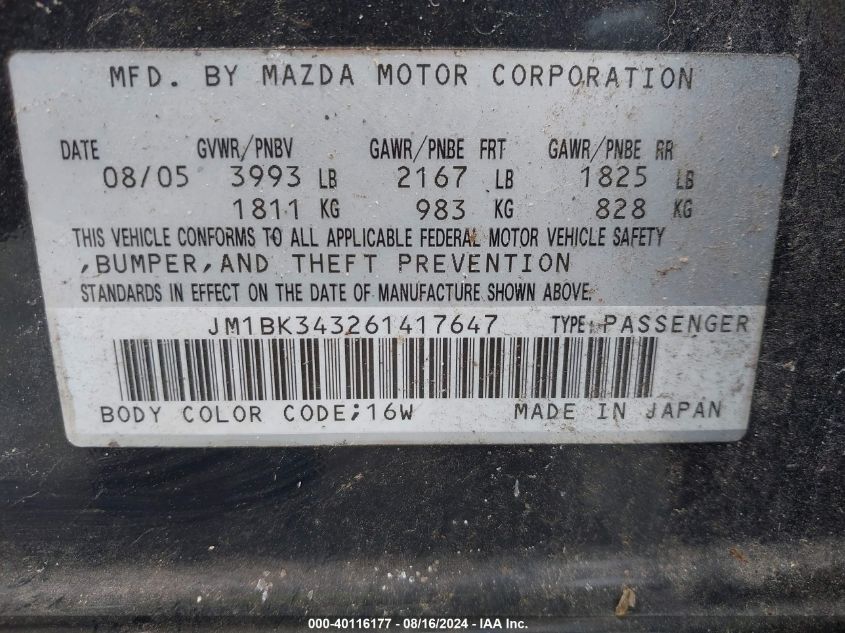 MFD. BY MAZDA MOTOR CORPORATION
DATE GVWR/PNBV GAWR/PNBE FRT GAWR/PNBE RR
08/05 3993 LB 2167 LB 1825 LB
1811 KG 983 KG 828 KG
THIS VEHICLE CONFORMS TO ALL APPLICABLE FEDERAL MOTOR VEHICLE SAFETY
,BUMPER,AND THEFT PREVENTION
STANDARDS IN EFFECT ON THE DATE OF MANUFACTURE SHOWN ABOVE.
JM1BK343261417647 TYPE: PASSENGER
BODY COLOR CODE;16W MADE IN JAPAN
000-40116177 - 08/16/2024 - IAA Inc.